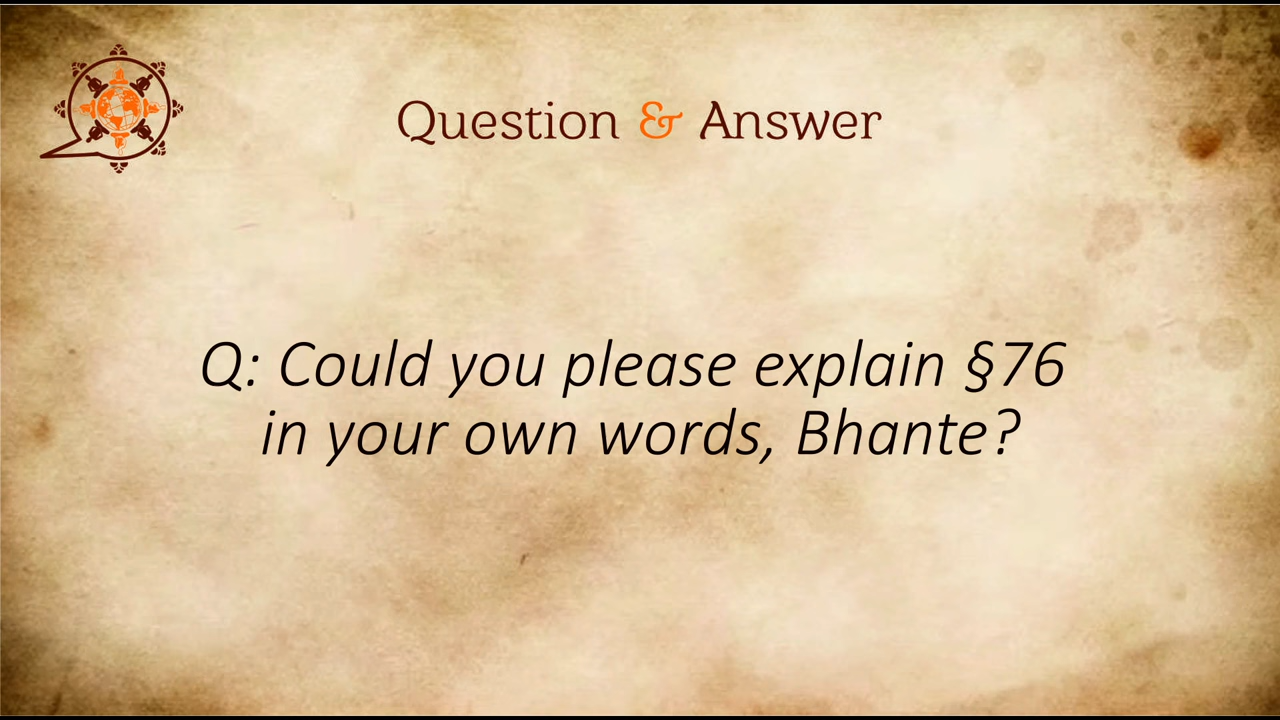 Question & Answer
Q: Could you please explain §76
in your own words, Bhante?